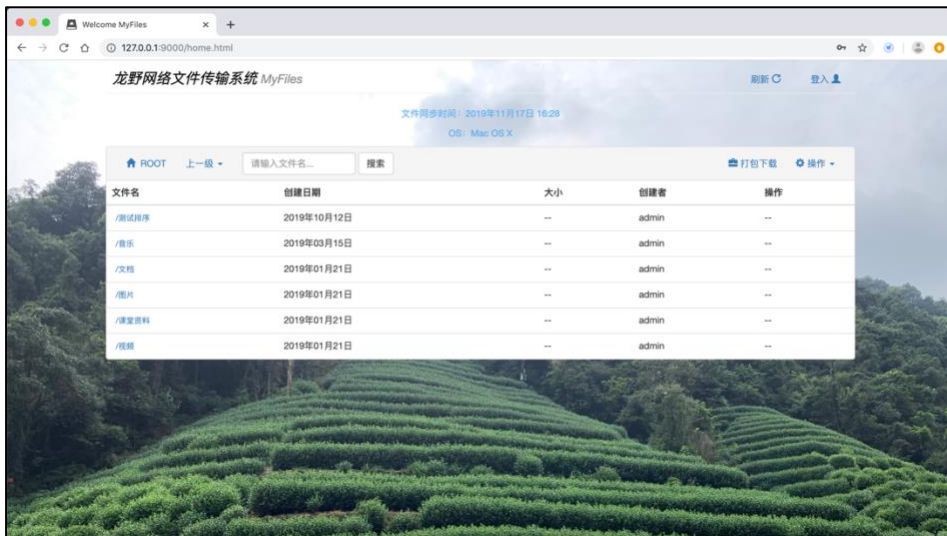 Welcome MyFiles
127.0.0.1:9000/home.html
龙野网络文件传输系统 MyFiles 刷新 登入
文件同步时间：2019年11月17日 16:28
OS：Mac OS X
ROOT 上一级 请输入文件名... 搜索 打包下载 操作
文件名 创建日期 大小 创建者 操作
/测试排序 2019年10月12日 -- admin --
/音乐 2019年03月15日 -- admin --
/文档 2019年01月21日 -- admin --
/图片 2019年01月21日 -- admin --
/课堂资料 2019年01月21日 -- admin --
/视频 2019年01月21日 -- admin --